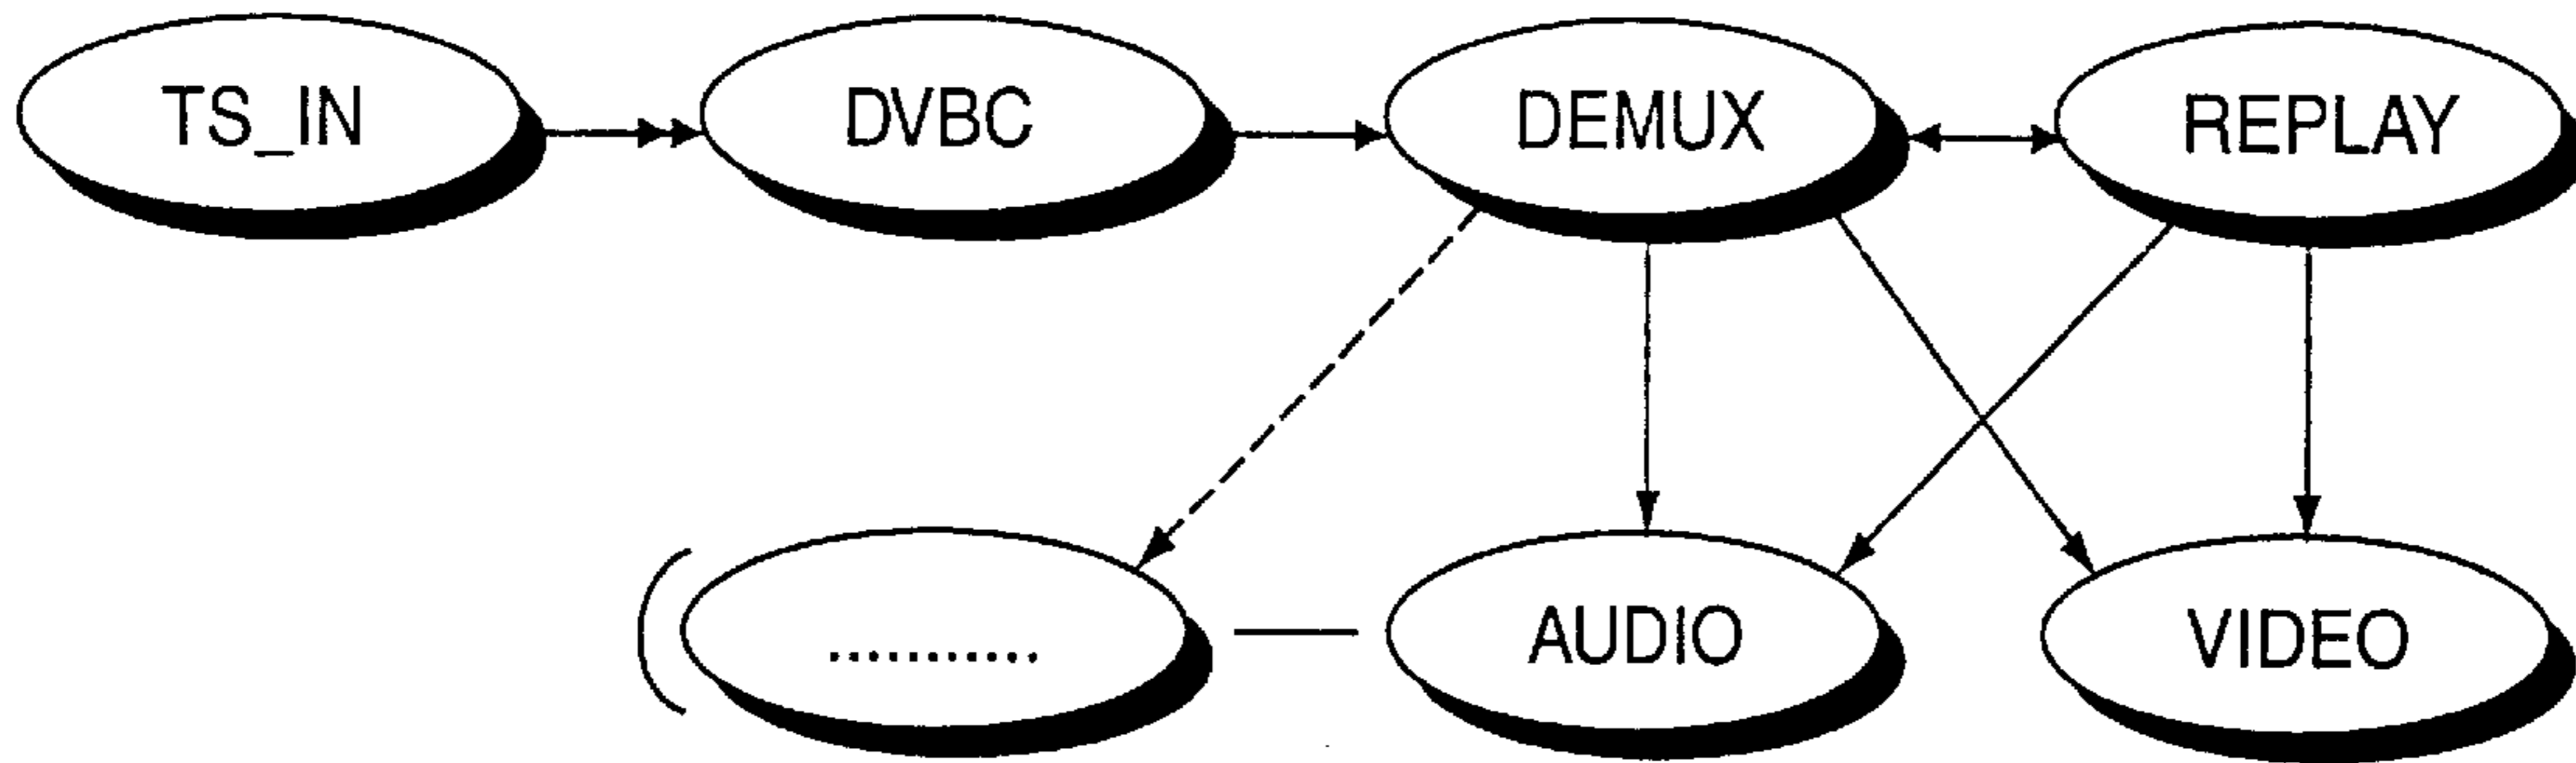 TS_IN
DVBC
DEMUX
REPLAY
..........
AUDIO
VIDEO